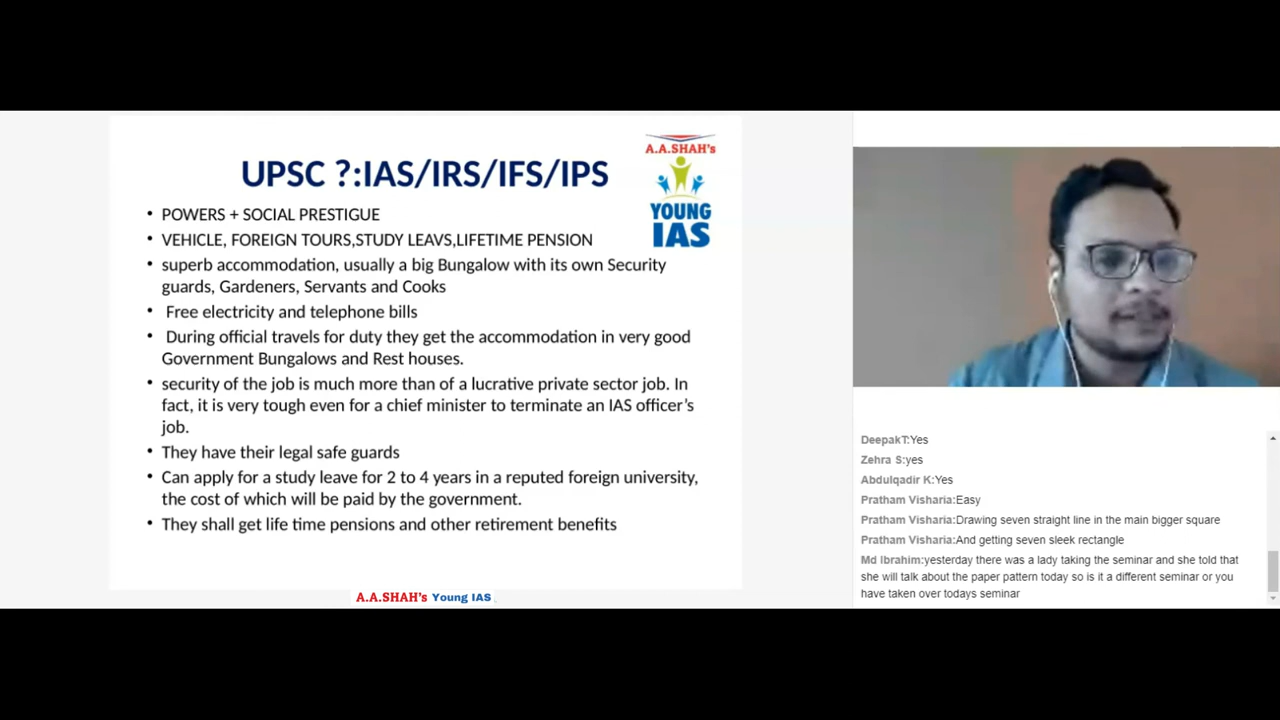 UPSC ?:IAS/IRS/IFS/IPS
A.A.SHAH's
YOUNG
IAS
• POWERS + SOCIAL PRESTIGUE
• VEHICLE, FOREIGN TOURS,STUDY LEAVS,LIFETIME PENSION
• superb accommodation, usually a big Bungalow with its own Security
guards, Gardeners, Servants and Cooks
• Free electricity and telephone bills
• During official travels for duty they get the accommodation in very good
Government Bungalows and Rest houses.
• security of the job is much more than of a lucrative private sector job. In
fact, it is very tough even for a chief minister to terminate an IAS officer's
job.
• They have their legal safe guards
• Can apply for a study leave for 2 to 4 years in a reputed foreign university,
the cost of which will be paid by the government.
• They shall get life time pensions and other retirement benefits
A.A.SHAH's Young IAS
DeepakT:Yes
Zehra S:yes
Abdulqadir K:Yes
Pratham Visharia:Easy
Pratham Visharia:Drawing seven straight line in the main bigger square
Pratham Visharia:And getting seven sleek rectangle
Md Ibrahim:yesterday there was a lady taking the seminar and she told that
she will talk about the paper pattern today so is it a different seminar or you
have taken over todays seminar